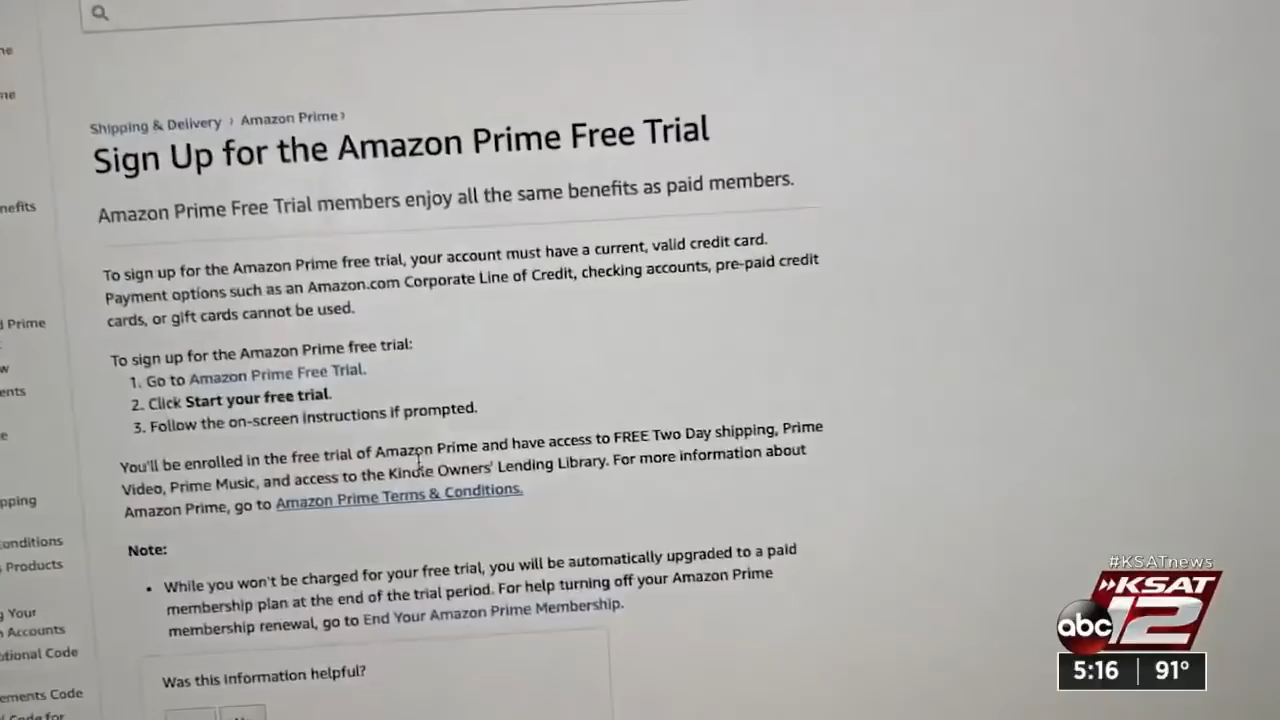 Shipping & Delivery › Amazon Prime ›
Sign Up for the Amazon Prime Free Trial
Amazon Prime Free Trial members enjoy all the same benefits as paid members.
To sign up for the Amazon Prime free trial, your account must have a current, valid credit card.
Payment options such as an Amazon.com Corporate Line of Credit, checking accounts, pre-paid credit
cards, or gift cards cannot be used.
To sign up for the Amazon Prime free trial:
1. Go to Amazon Prime Free Trial.
2. Click Start your free trial.
3. Follow the on-screen instructions if prompted.
You'll be enrolled in the free trial of Amazon Prime and have access to FREE Two Day shipping, Prime
Video, Prime Music, and access to the Kindle Owners' Lending Library. For more information about
Amazon Prime, go to Amazon Prime Terms & Conditions.
Note:
• While you won't be charged for your free trial, you will be automatically upgraded to a paid
membership plan at the end of the trial period. For help turning off your Amazon Prime
membership renewal, go to End Your Amazon Prime Membership.
Was this information helpful?
nefits
Prime
ents
pping
onditions
Products
Your
Accounts
otional Code
ements Code
Code for
#KSATnews
KSAT
abc 12
5:16 91°